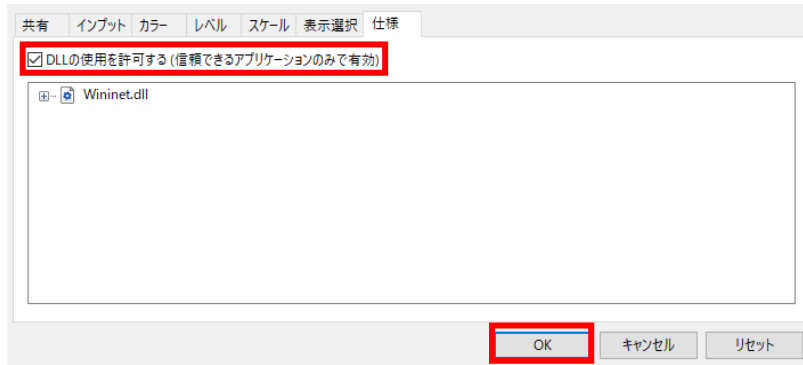 共有 インプット カラー レベル スケール 表示選択 仕様
DLLの使用を許可する (信頼できるアプリケーションのみで有効)
Wininet.dll
OK キャンセル リセット